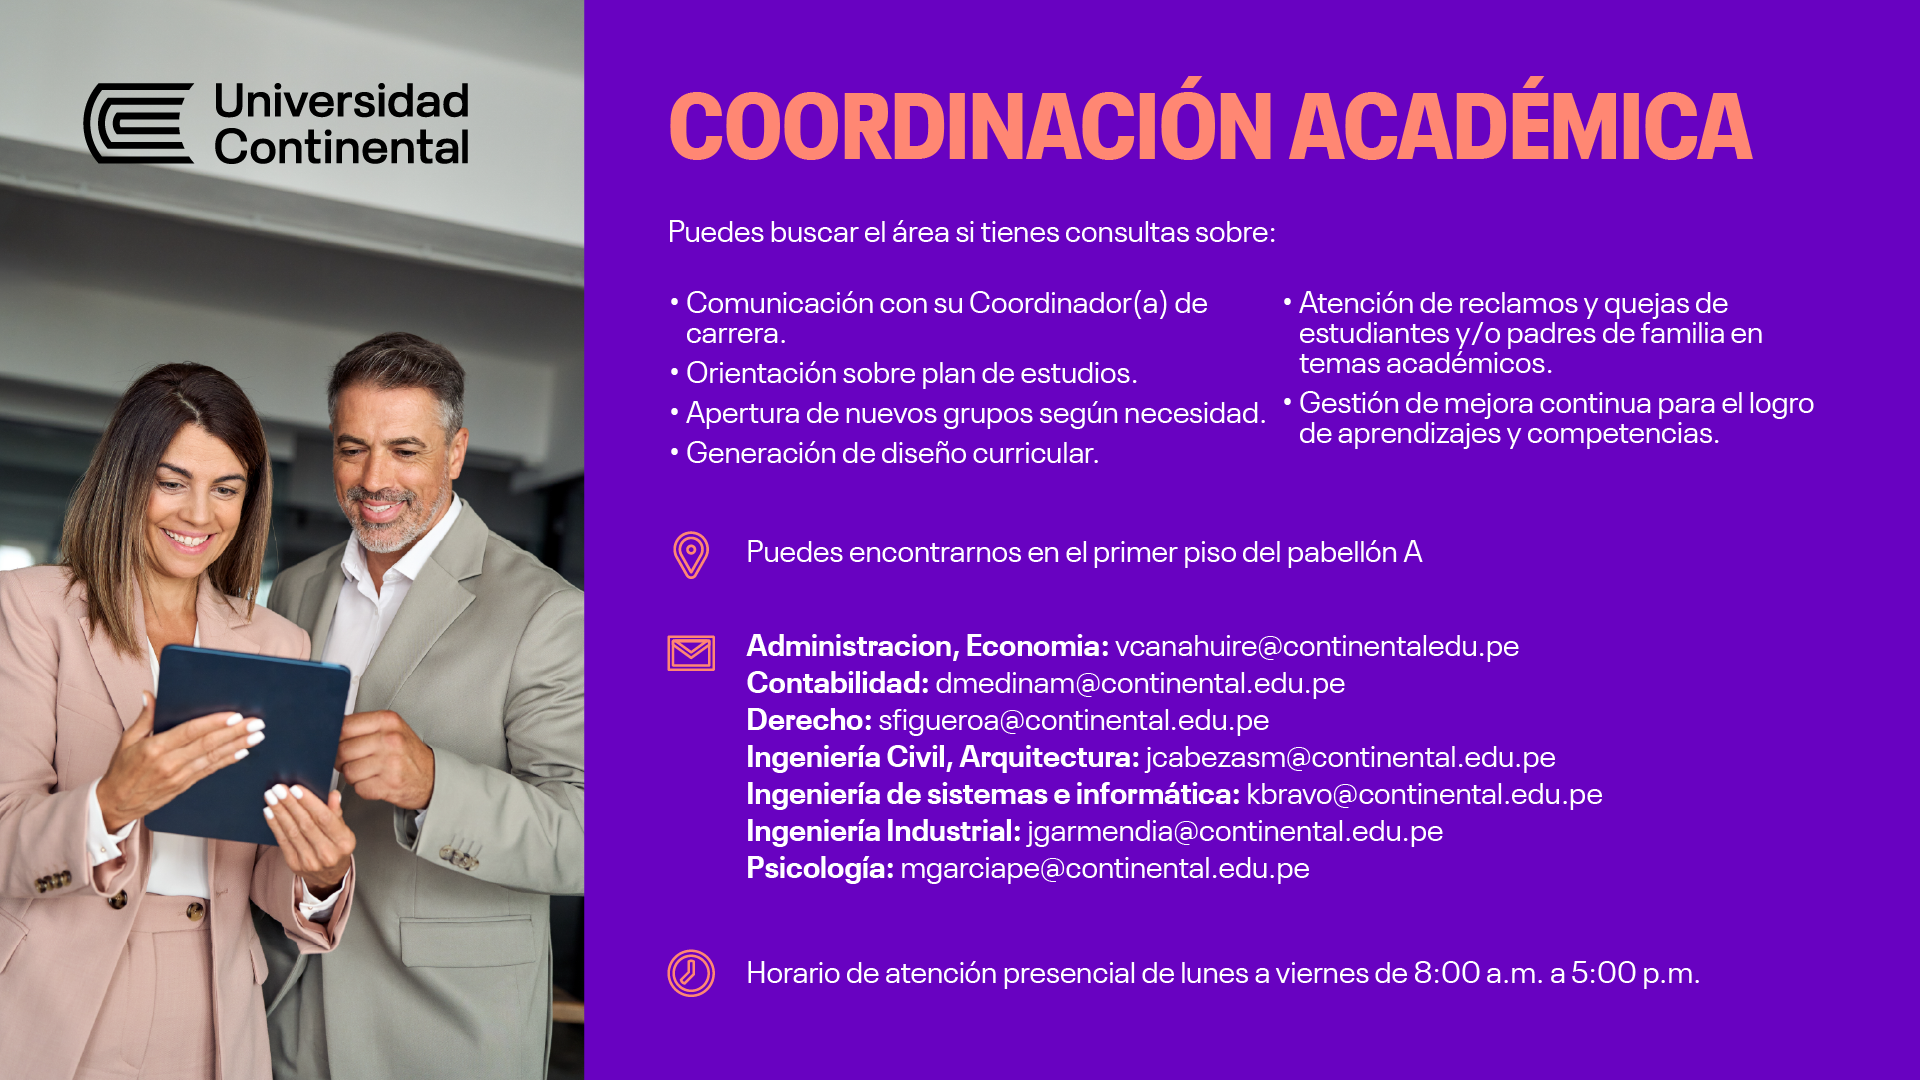 Universidad
Continental
COORDINACIÓN ACADÉMICA
Puedes buscar el área si tienes consultas sobre:
• Comunicación con su Coordinador(a) de
carrera.
• Orientación sobre plan de estudios.
• Apertura de nuevos grupos según necesidad.
• Generación de diseño curricular.
• Atención de reclamos y quejas de
estudiantes y/o padres de familia en
temas académicos.
• Gestión de mejora continua para el logro
de aprendizajes y competencias.
Puedes encontrarnos en el primer piso del pabellón A
Administracion, Economia: vcanahuire@continentaledu.pe
Contabilidad: dmedinam@continental.edu.pe
Derecho: sfigueroa@continental.edu.pe
Ingeniería Civil, Arquitectura: jcabezasm@continental.edu.pe
Ingeniería de sistemas e informática: kbravo@continental.edu.pe
Ingeniería Industrial: jgarmendia@continental.edu.pe
Psicología: mgarciape@continental.edu.pe
Horario de atención presencial de lunes a viernes de 8:00 a.m. a 5:00 p.m.